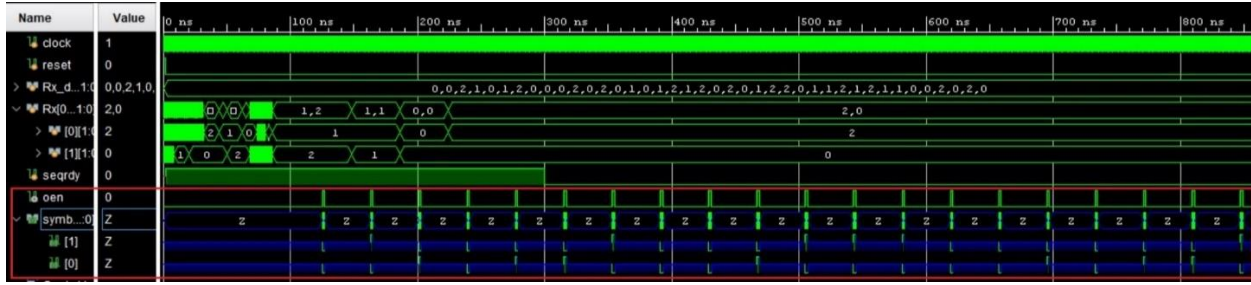 Name Value 0 ns 100 ns 200 ns 300 ns 400 ns 500 ns 600 ns 700 ns 800 ns
clock 1
reset 0
Rx_d...1:0 0,0,2,1,0, 0,0,2,1,0,1,2,0,0,0,2,0,2,0,1,0,1,2,0,1,2,1,2,2,0,1,1,2,1,2,1,1,0,0,2,0,2,0
Rx[0...1:0 2,0 1,2 1,1 0,0 2,0
[0][1:0 2 2 1 0 1 0 2
[1][1:0 0 1 0 2 2 1 0
seqrdy 0
oen 0
symb...:0] Z Z Z Z Z Z Z Z Z Z Z Z Z Z Z Z Z Z Z Z Z
[1] Z
[0] Z